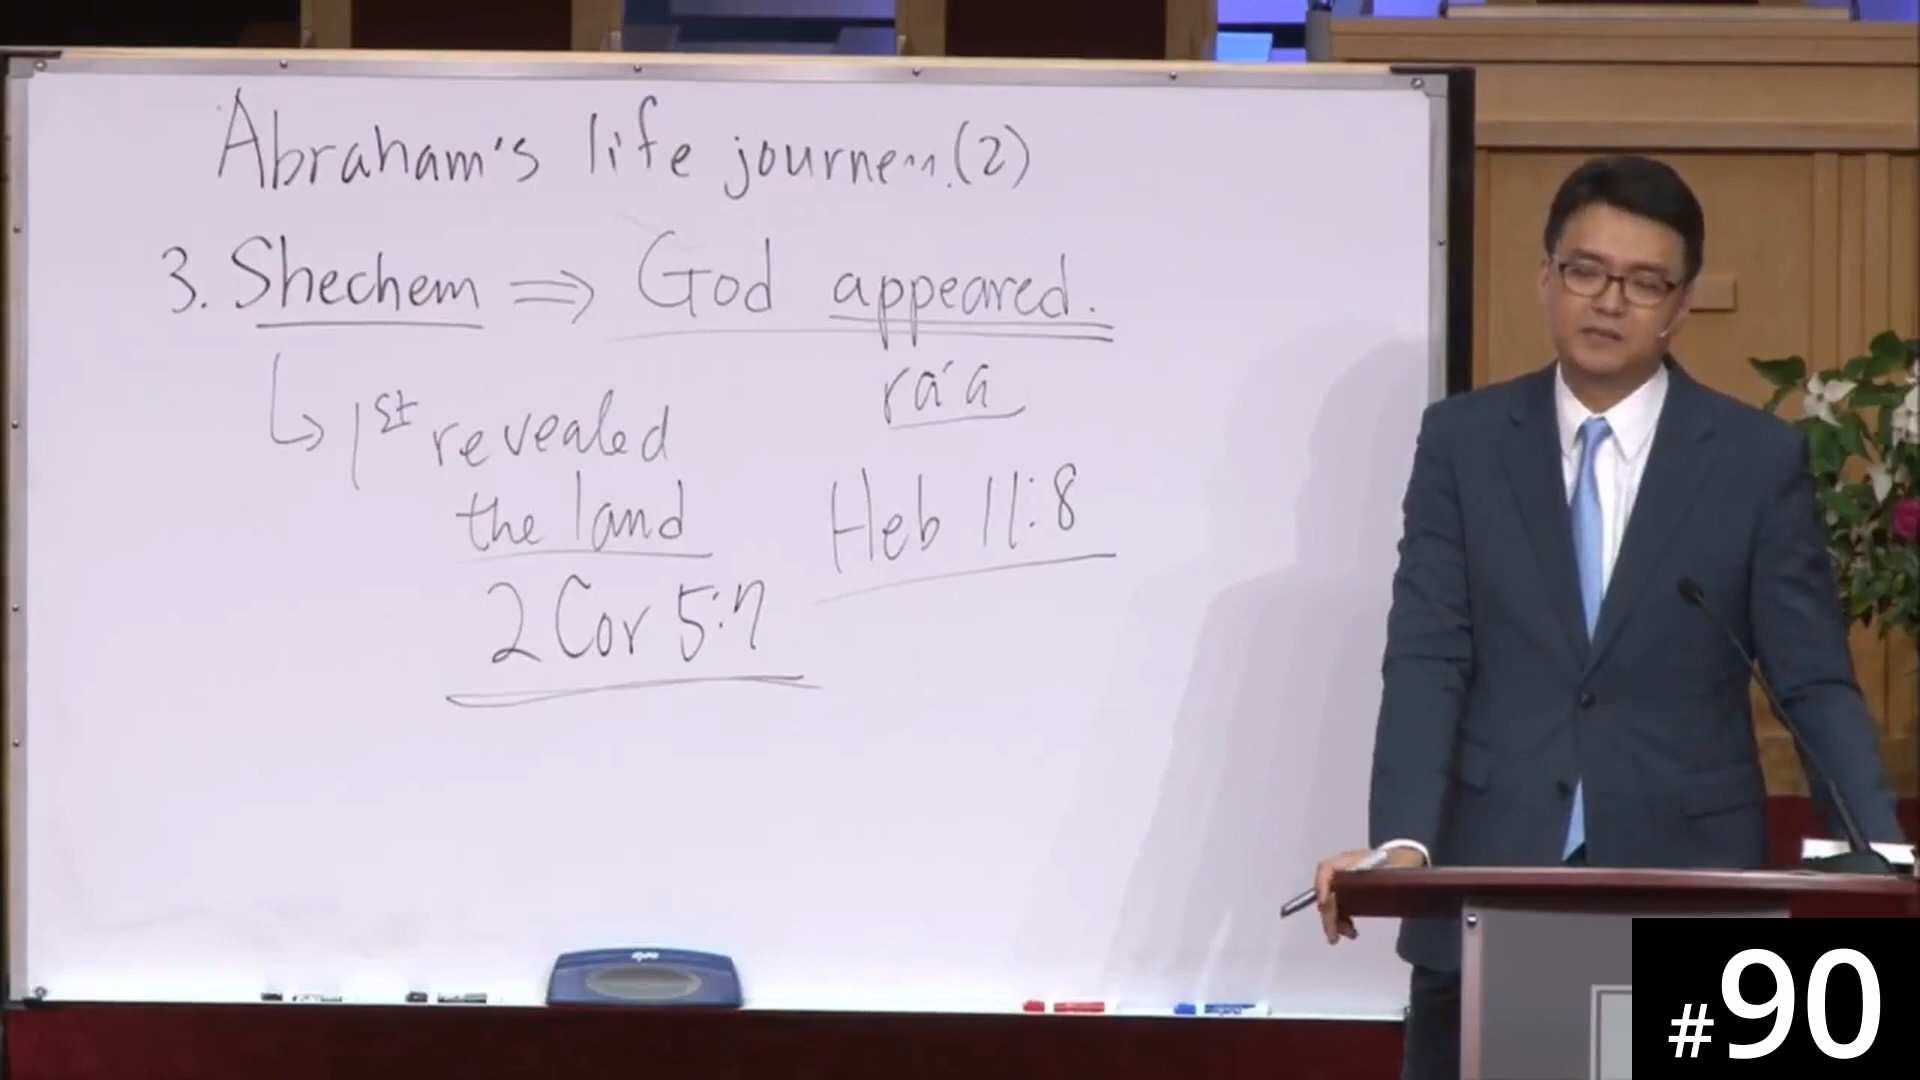 Abraham's life journey.(2)
3. Shechem ⇒ God appeared.
ra'a
1st revealed
the land
Heb 11:8
2 Cor 5:7
#90